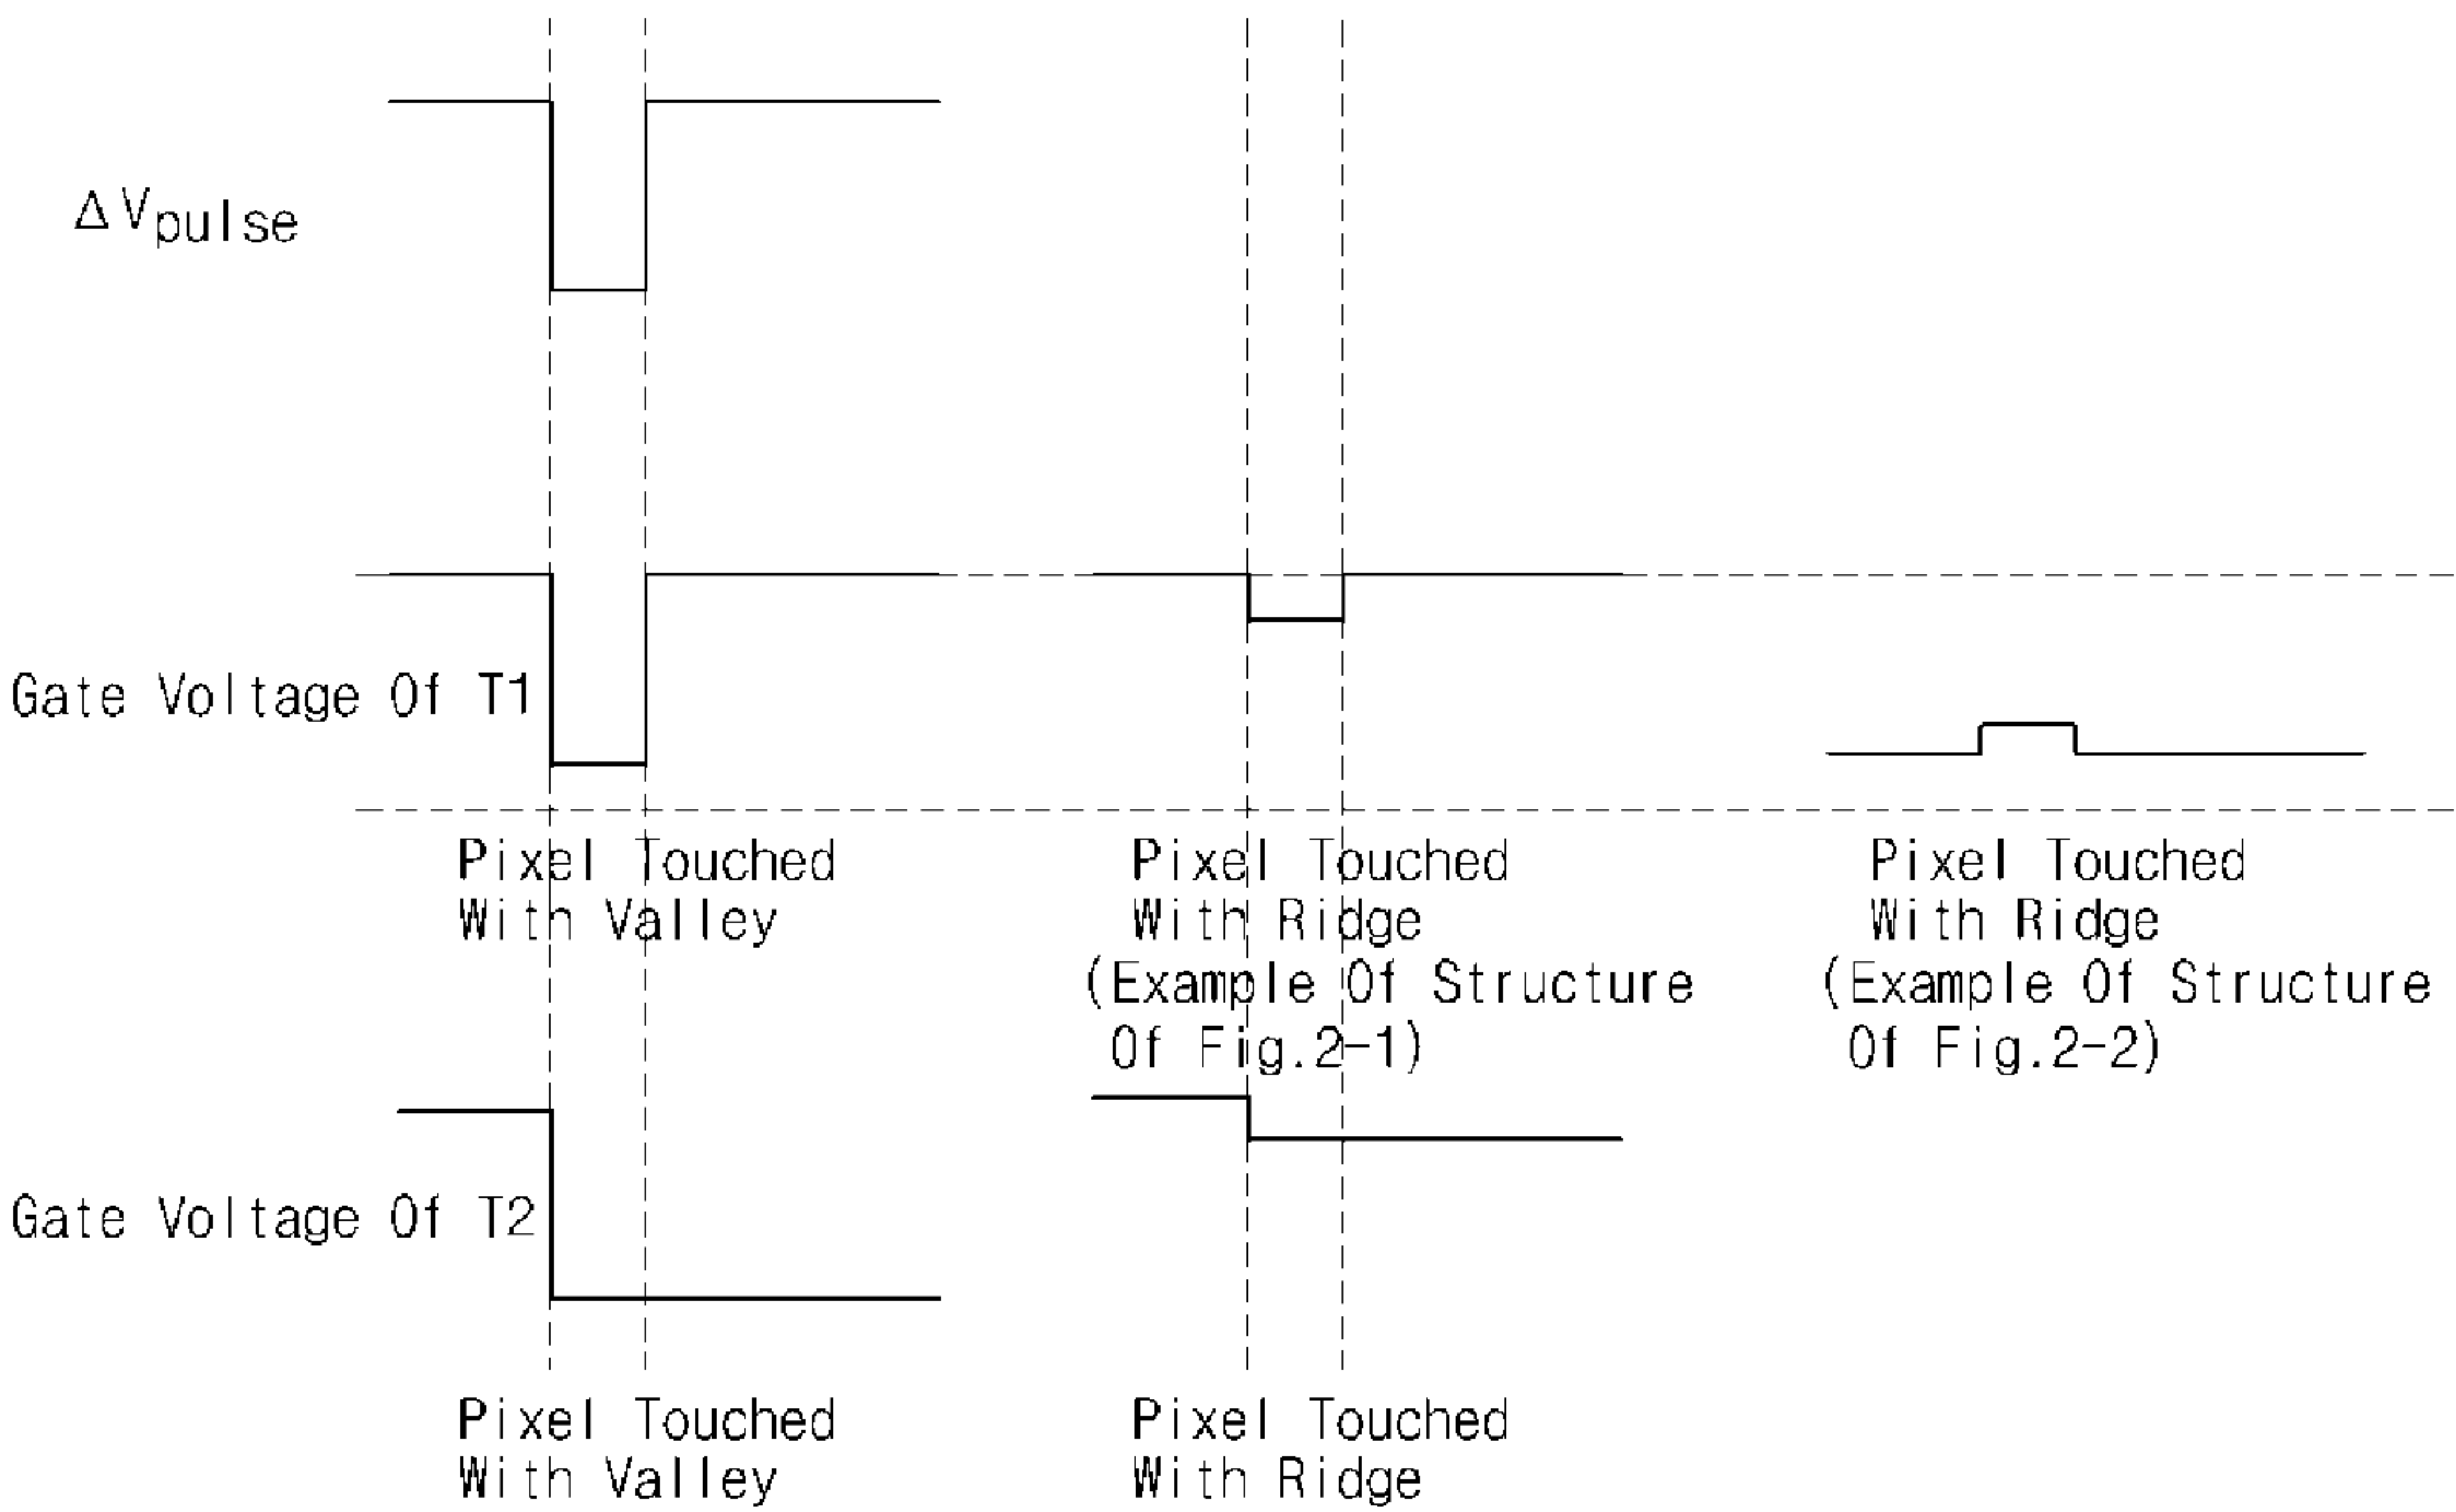 ΔVpulse
Gate Voltage Of T1
Pixel Touched
With Valley
Pixel Touched
With Ridge
(Example Of Structure
Of Fig.2-1)
Pixel Touched
With Ridge
(Example Of Structure
Of Fig.2-2)
Gate Voltage Of T2
Pixel Touched
With Valley
Pixel Touched
With Ridge